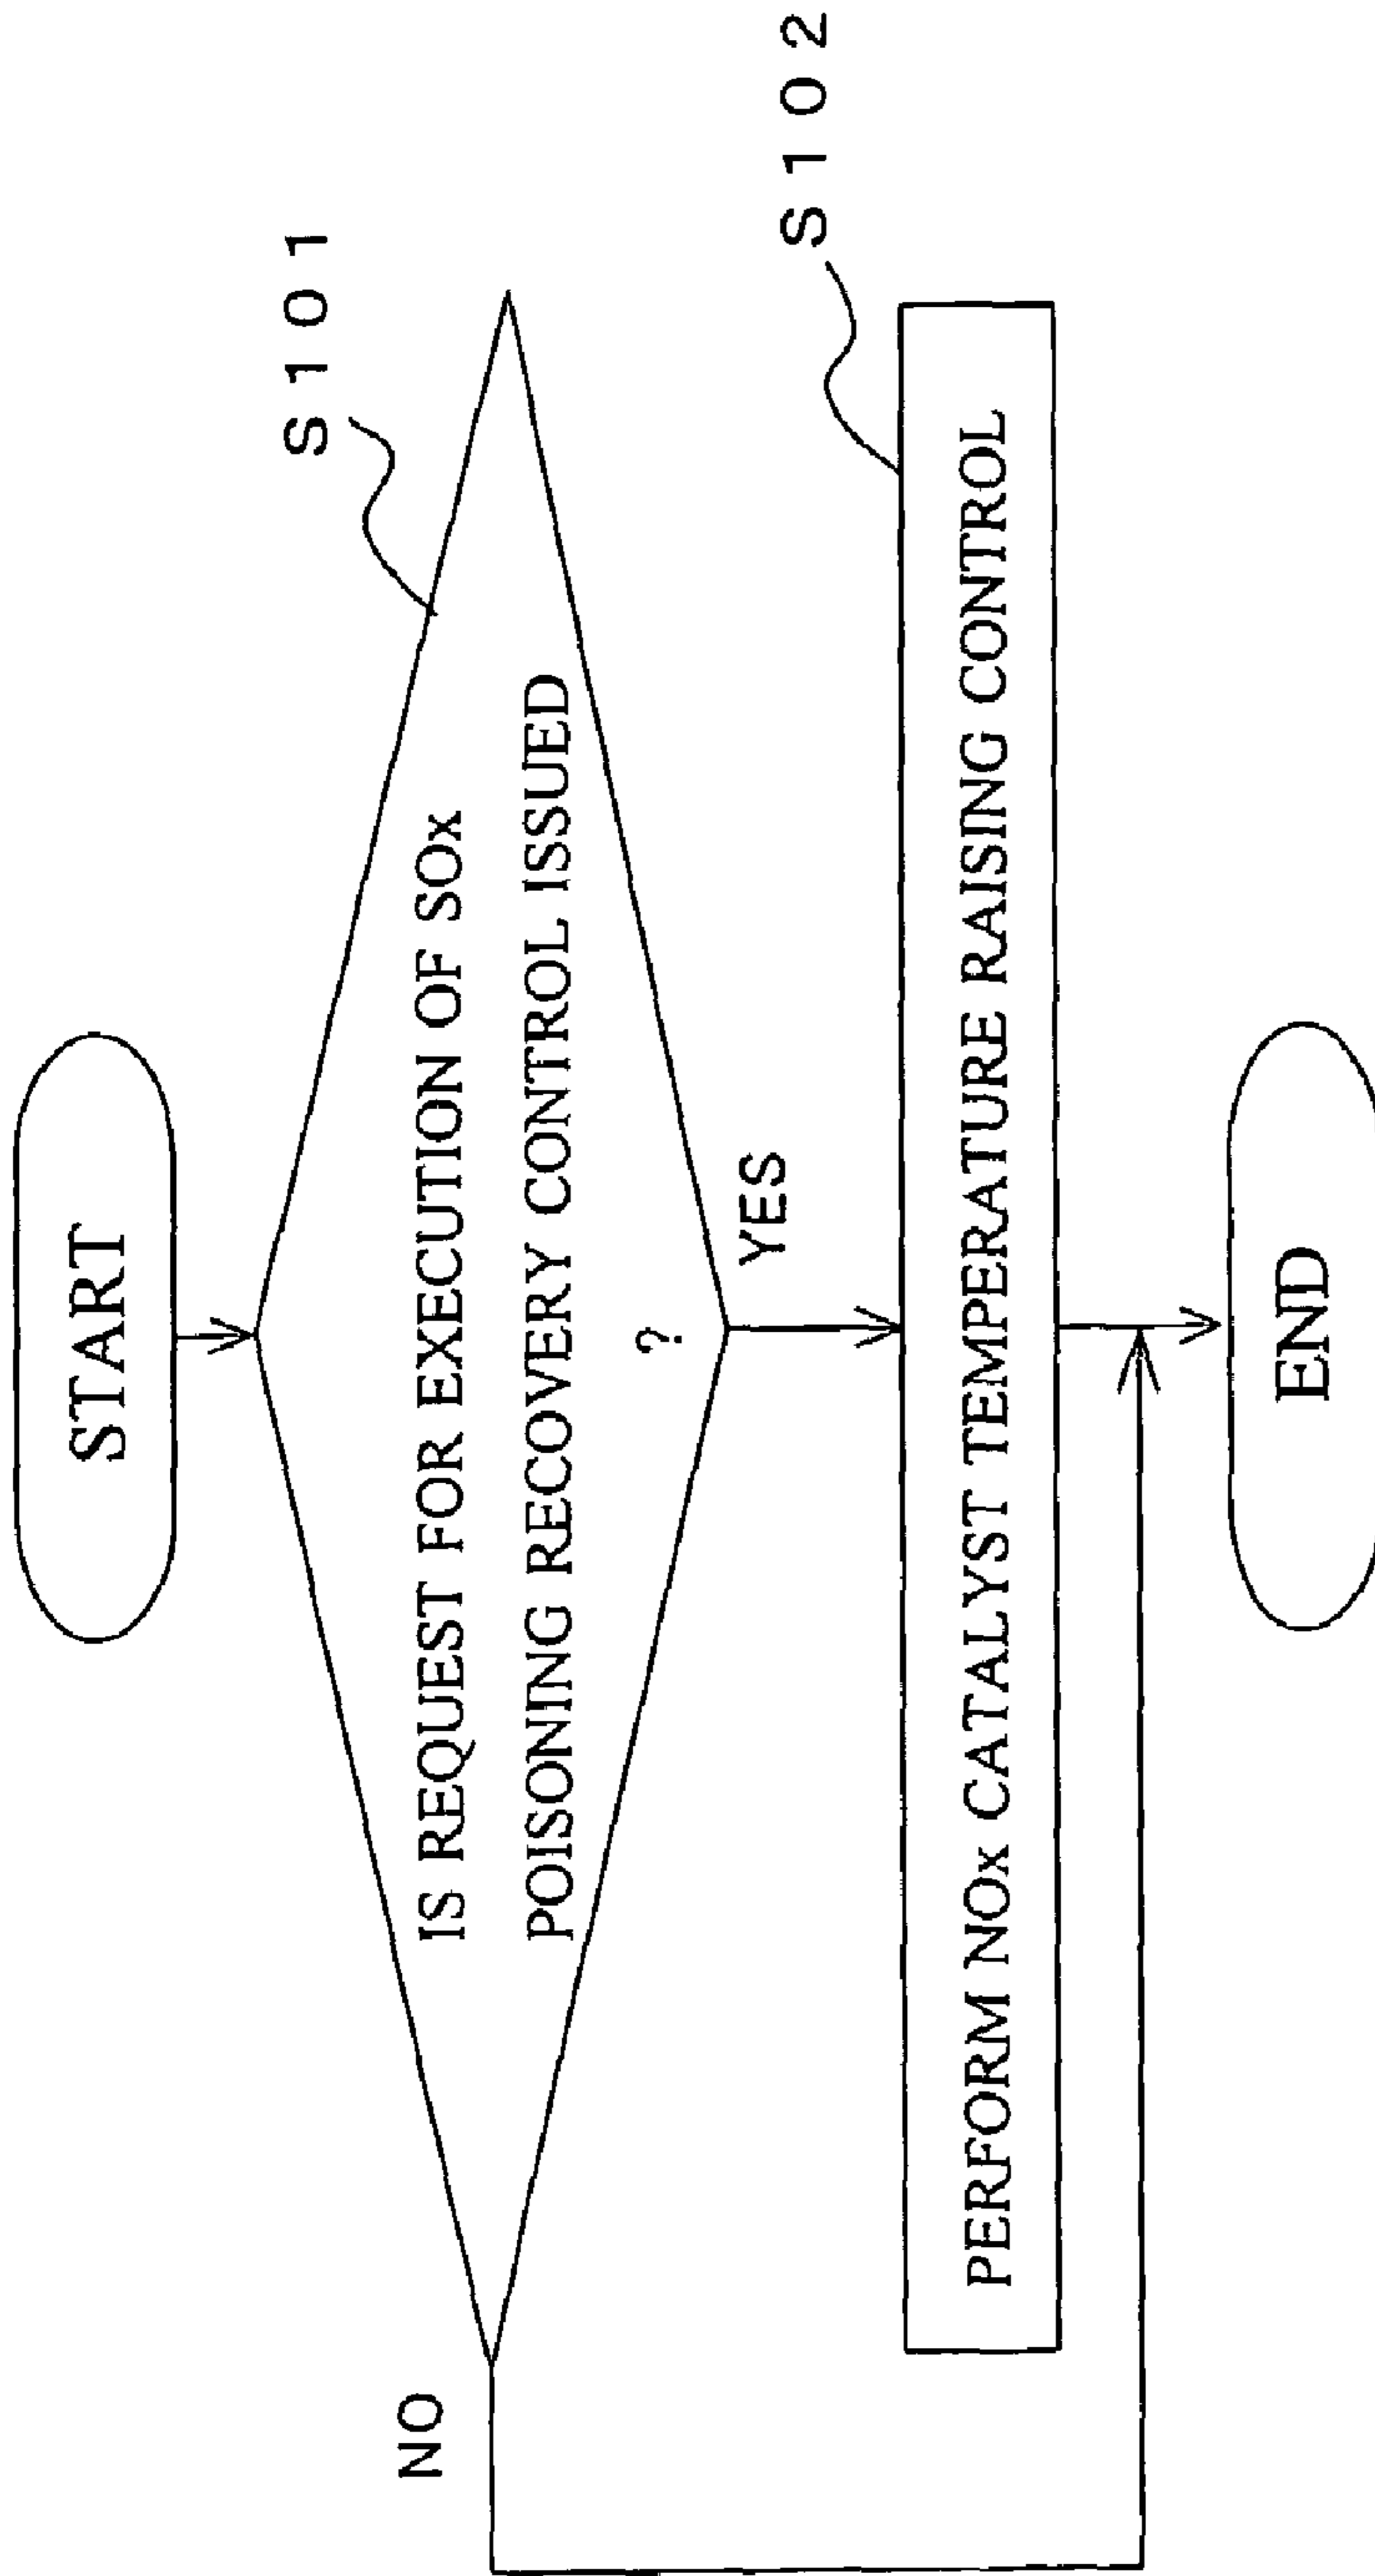 START
IS REQUEST FOR EXECUTION OF SOx
POISONING RECOVERY CONTROL ISSUED
?
S101
NO
YES
PERFORM NOx CATALYST TEMPERATURE RAISING CONTROL
S102
END